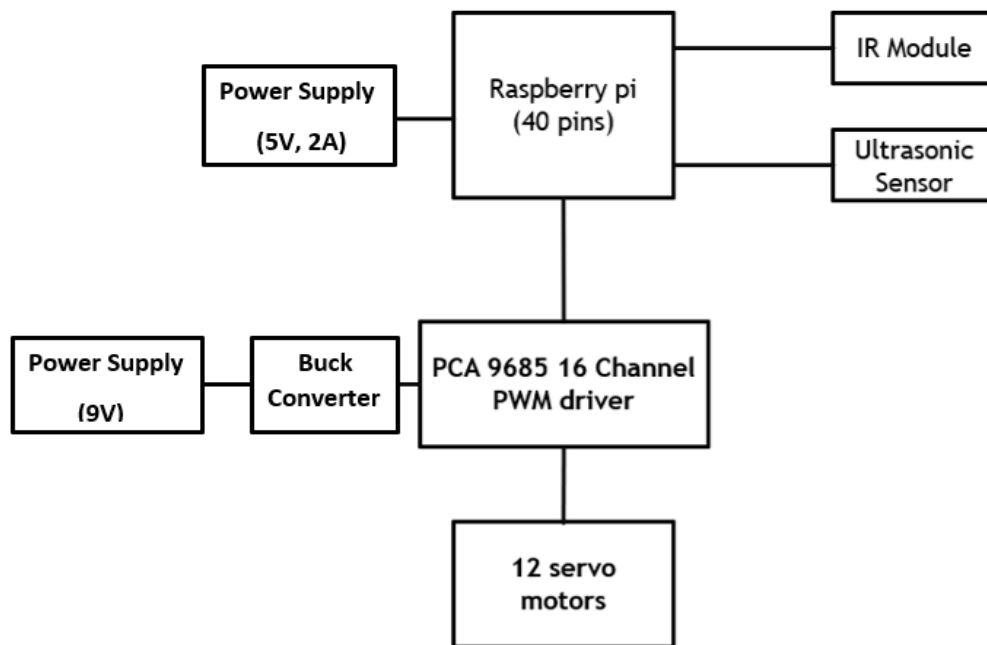 Raspberry pi
(40 pins)
IR Module
Power Supply
(5V, 2A)
Ultrasonic
Sensor
Power Supply
(9V)
Buck
Converter
PCA 9685 16 Channel
PWM driver
12 servo
motors